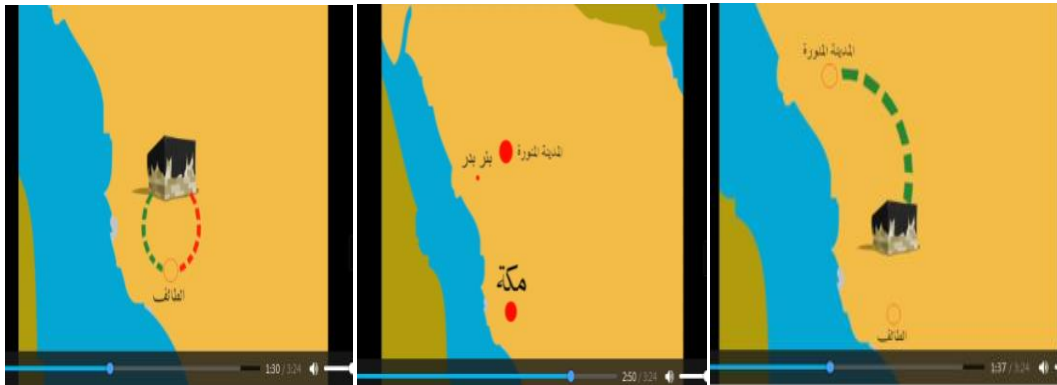 الطائف
1:30 / 3:24
المدينة المنورة
بئر بدر
مكة
2:50 / 3:24
المدينة المنورة
الطائف
1:37 / 3:24